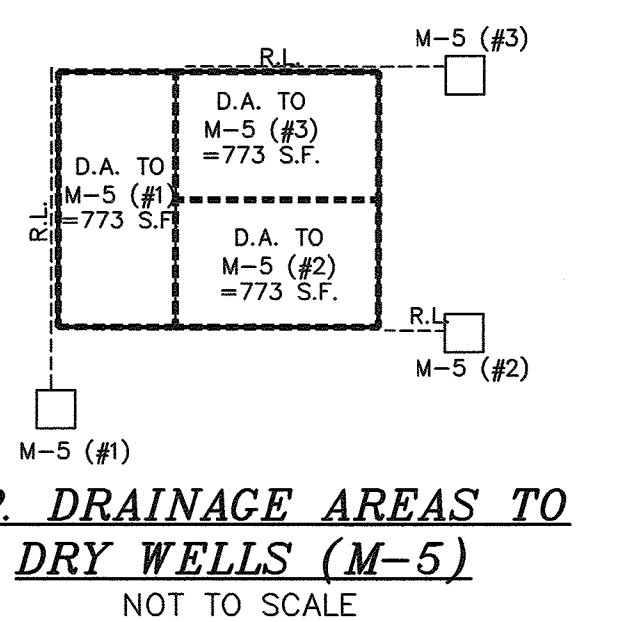 M-5 (#3)
R.L.
D.A. TO
M-5 (#3)
=773 S.F.
D.A. TO
M-5 (#1)
=773 S.F
R.L.
D.A. TO
M-5 (#2)
=773 S.F.
R.L.
M-5 (#2)
M-5 (#1)
. DRAINAGE AREAS TO
DRY WELLS (M-5)
NOT TO SCALE